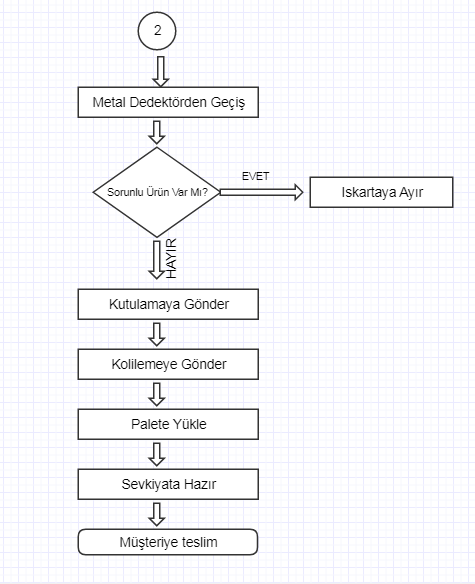 2
Metal Dedektörden Geçiş
Sorunlu Ürün Var Mı?
EVET
Iskartaya Ayır
HAYIR
Kutulamaya Gönder
Kolilemeye Gönder
Palete Yükle
Sevkiyata Hazır
Müşteriye teslim